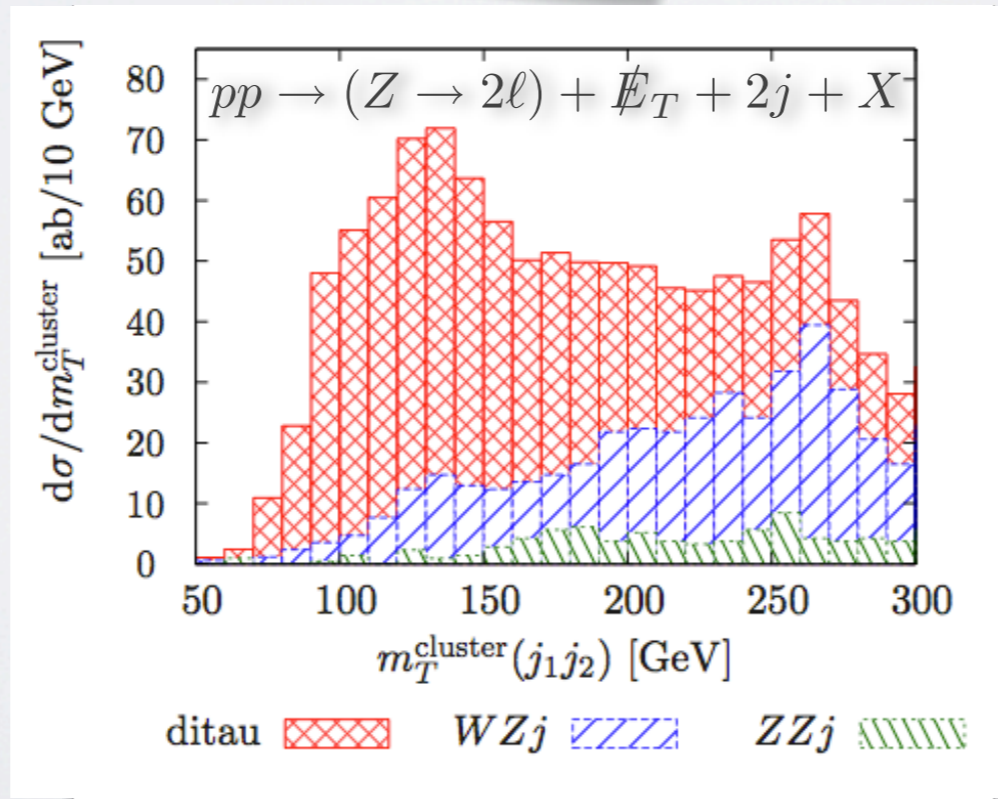 pp → (Z → 2ℓ) + E̸_T + 2j + X
80
70
60
50
40
30
20
10
0
dσ/dm_T^cluster [ab/10 GeV]
50 100 150 200 250 300
m_T^cluster(j₁j₂) [GeV]
ditau WZj ZZj